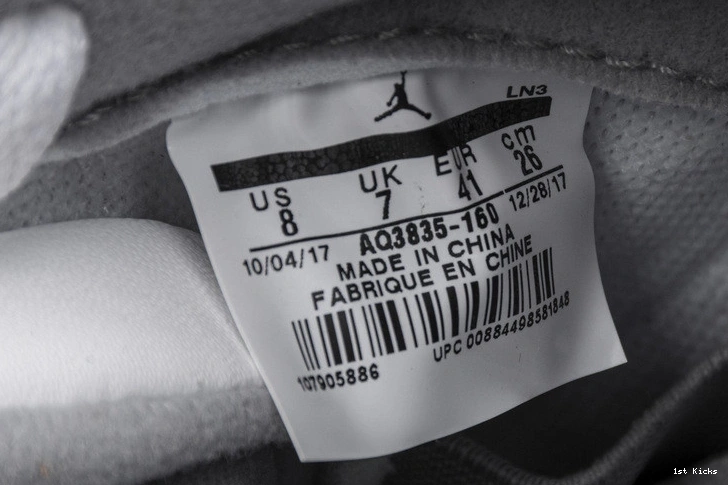 LN3
US UK EUR cm
8 7 41 26
10/04/17 AQ3835-160 12/28/17
MADE IN CHINA
FABRIQUE EN CHINE
107905886 UPC 00884498581848
1st Kicks